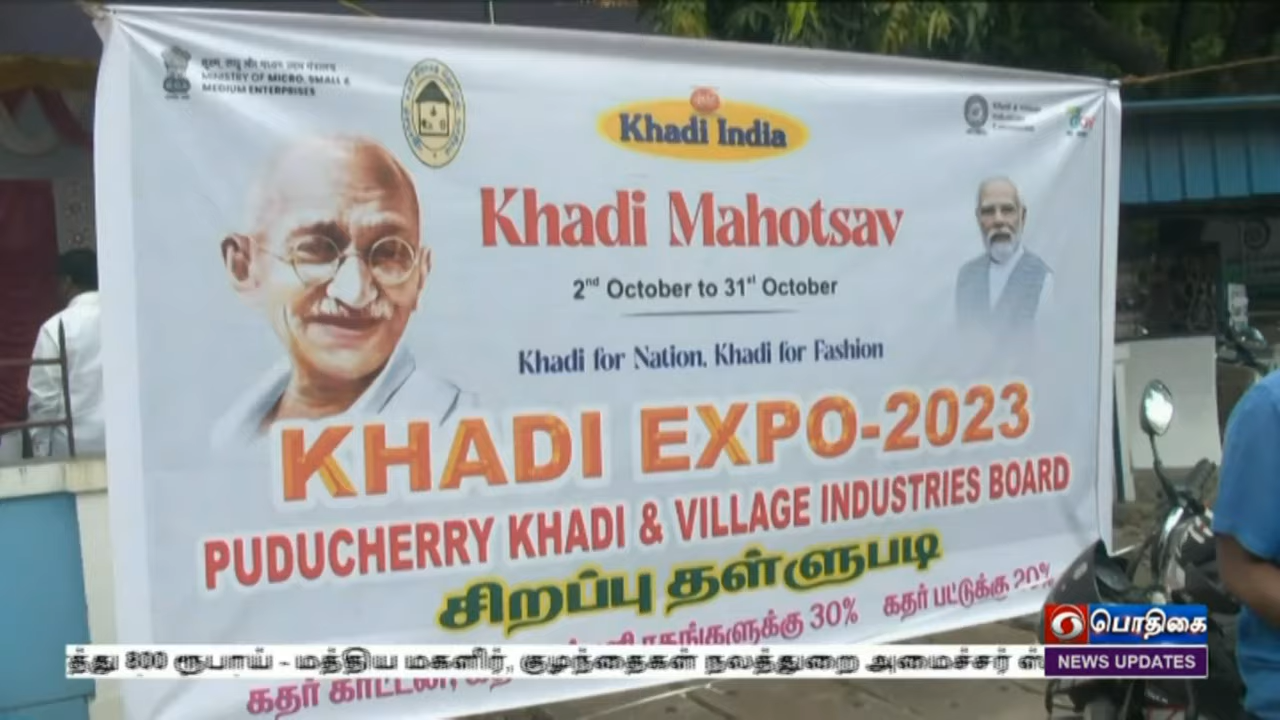 MINISTRY OF MICRO, SMALL &
MEDIUM ENTERPRISES
Khadi India
Khadi Mahotsav
2nd October to 31st October
Khadi for Nation, Khadi for Fashion
KHADI EXPO-2023
PUDUCHERRY KHADI & VILLAGE INDUSTRIES BOARD
சிறப்பு தள்ளுபடி
30% கதர் பட்டுக்கு 20%
கதர்
800 ரூபாய் - மத்திய மகளிர், குழந்தைகள் நலத்துறை அமைச்சர்
பொதிகை
NEWS UPDATES